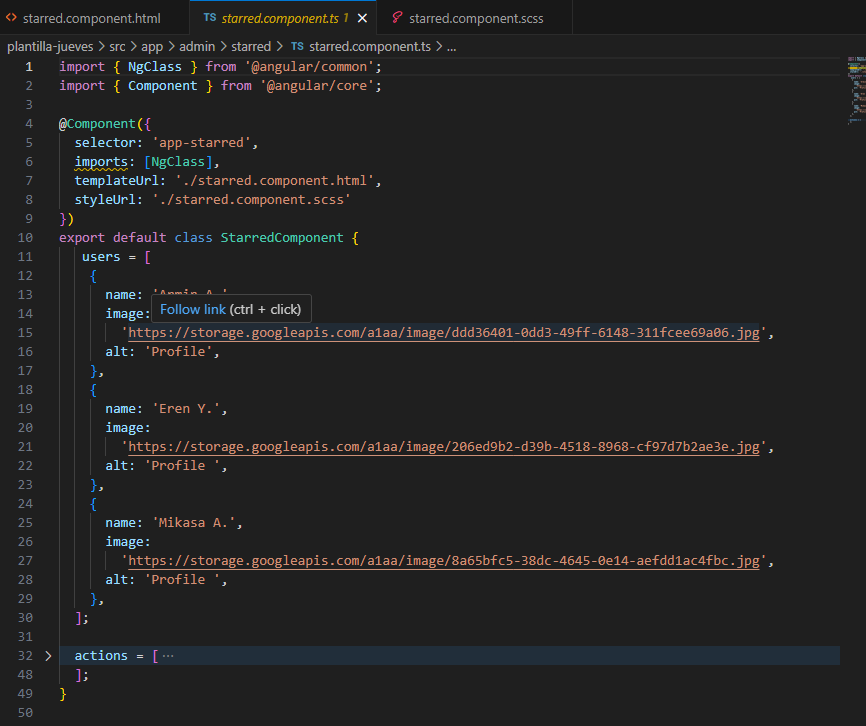 starred.component.html
TS starred.component.ts 1
starred.component.scss
plantilla-jueves > src > app > admin > starred > TS starred.component.ts > ...
1 import { NgClass } from '@angular/common';
2 import { Component } from '@angular/core';
3
4 @Component({
5 selector: 'app-starred',
6 imports: [NgClass],
7 templateUrl: './starred.component.html',
8 styleUrl: './starred.component.scss'
9 })
10 export default class StarredComponent {
11 users = [
12 {
13 name: 'Armin A.',
Follow link (ctrl + click)
14 image:
15 'https://storage.googleapis.com/a1aa/image/ddd36401-0dd3-49ff-6148-311fcee69a06.jpg',
16 alt: 'Profile',
17 },
18 {
19 name: 'Eren Y.',
20 image:
21 'https://storage.googleapis.com/a1aa/image/206ed9b2-d39b-4518-8968-cf97d7b2ae3e.jpg',
22 alt: 'Profile ',
23 },
24 {
25 name: 'Mikasa A.',
26 image:
27 'https://storage.googleapis.com/a1aa/image/8a65bfc5-38dc-4645-0e14-aefdd1ac4fbc.jpg',
28 alt: 'Profile ',
29 },
30 ];
31
32 actions = [ ...
48 ];
49 }
50